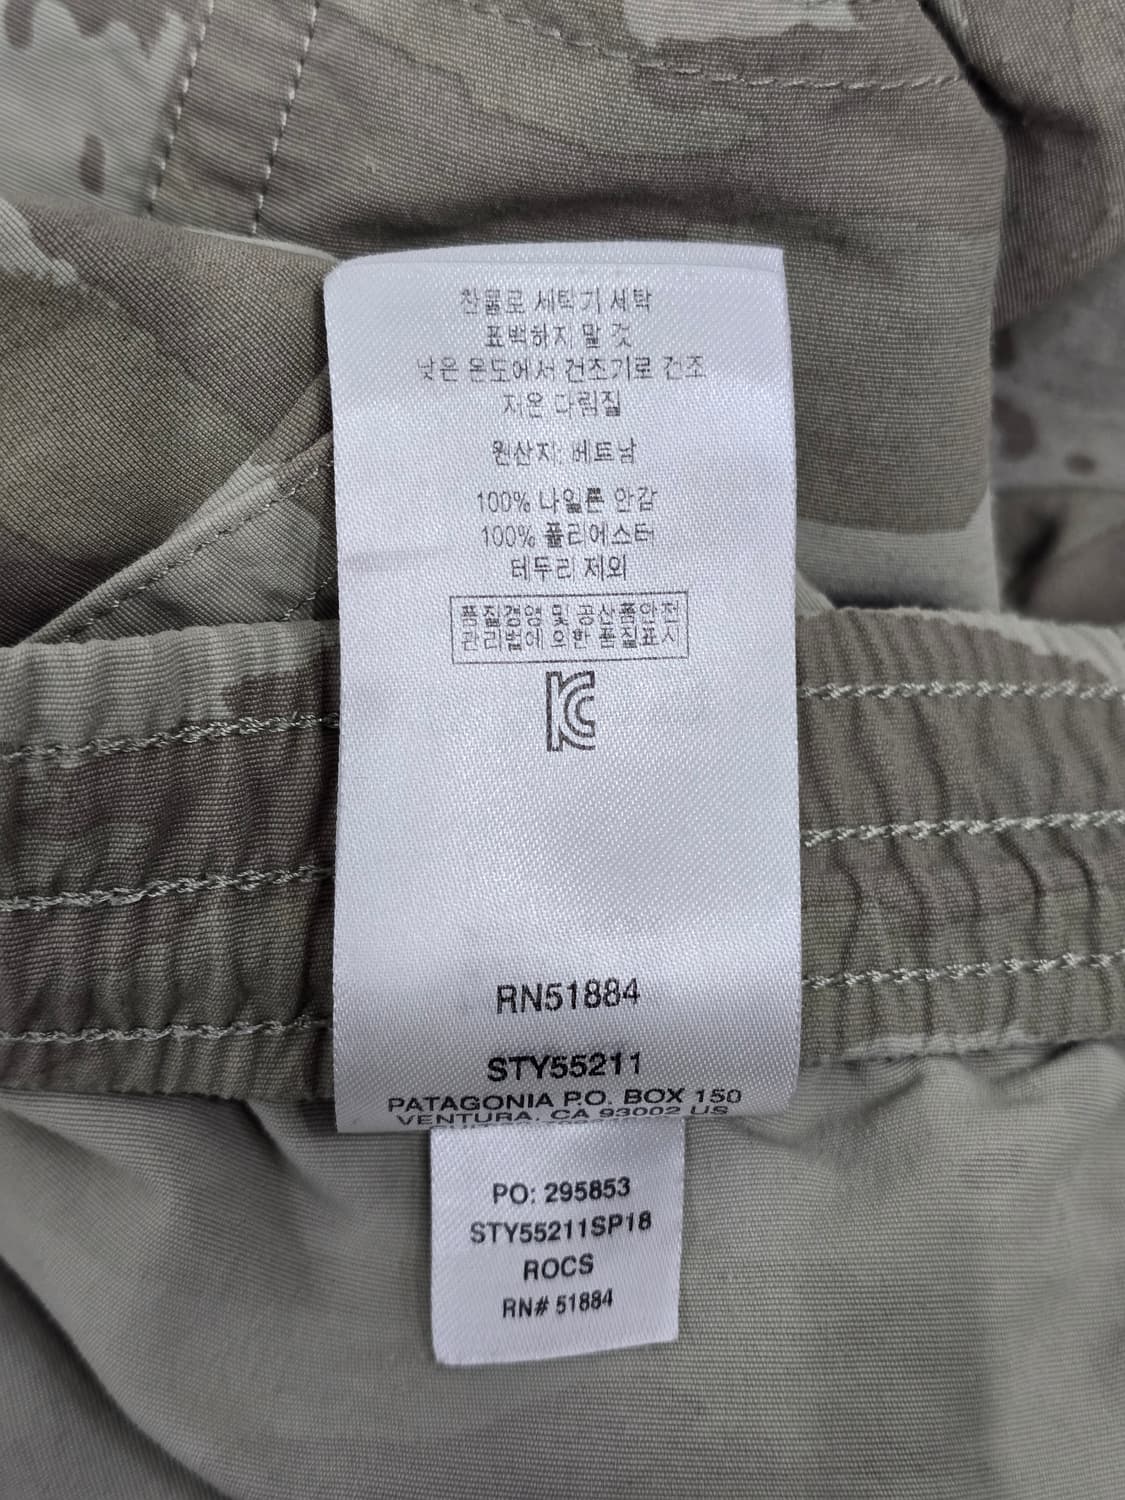 찬물로 세탁기 세탁
표백하지 말 것
낮은 온도에서 건조기로 건조
저온 다림질
원산지: 베트남
100% 나일론 안감
100% 폴리에스터
테두리 제외
품질경영 및 공산품안전
관리법에 의한 품질표시
KC
RN51884
STY55211
PATAGONIA P.O. BOX 150
VENTURA, CA 93002 US
PO: 295853
STY55211SP18
ROCS
RN# 51884